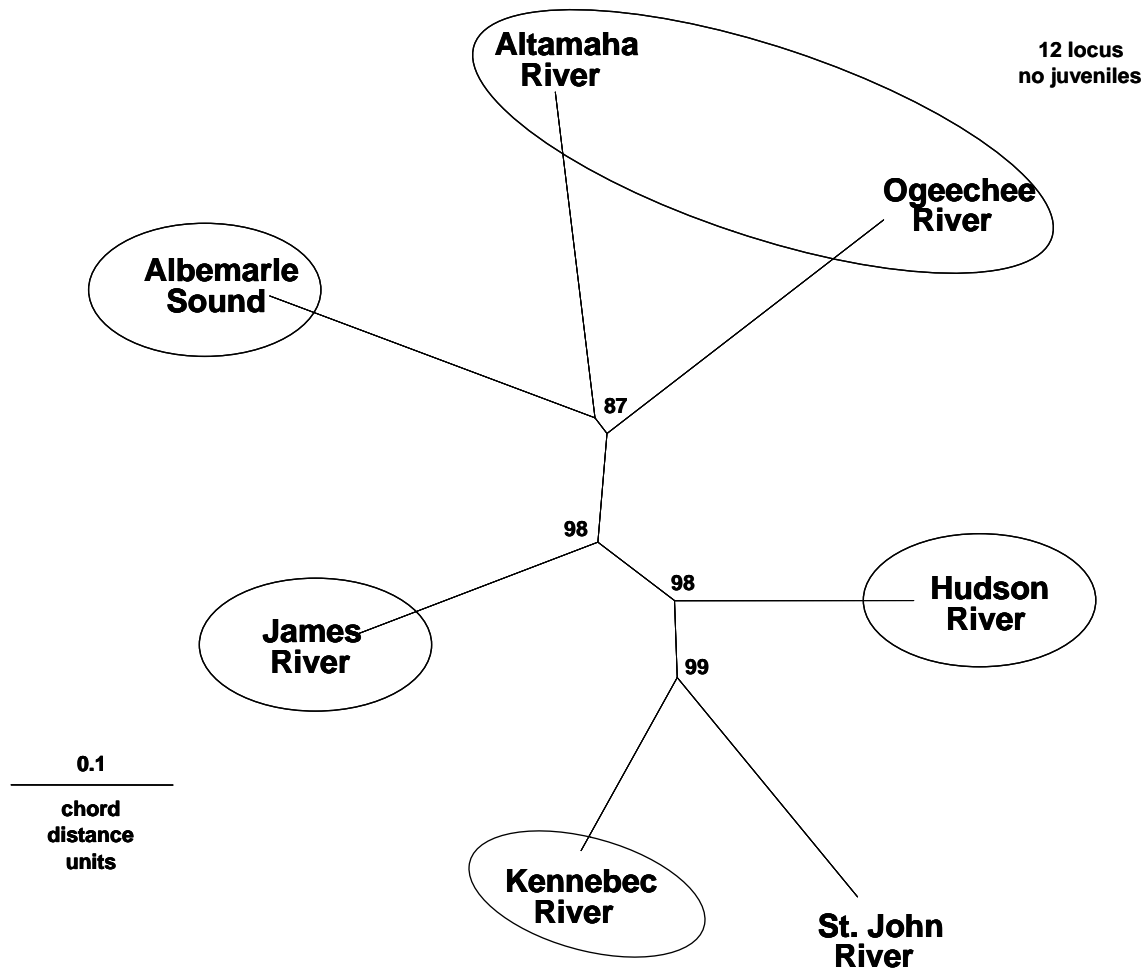 Altamaha
River
12 locus
no juveniles
Ogeechee
River
Albemarle
Sound
87
98
98
Hudson
River
James
River
99
0.1
chord
distance
units
Kennebec
River
St. John
River